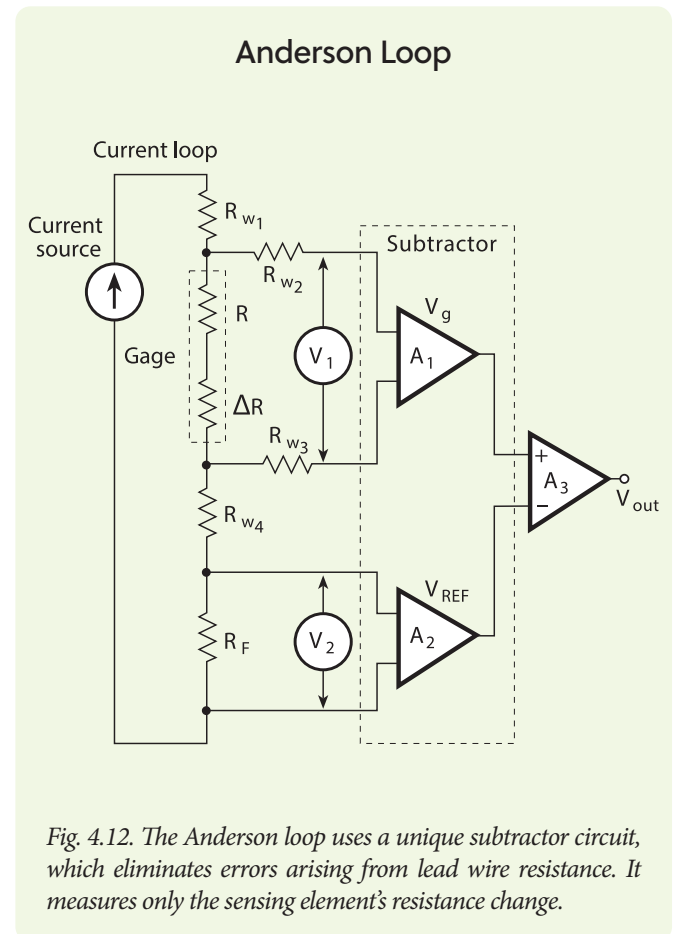 Anderson Loop
Current loop
Current
source
R w1
R w2
Subtractor
R
Gage
V 1
Vg
A 1
ΔR
R w3
+
A 3
−
V out
R w4
V REF
R F
V 2
A 2
Fig. 4.12. The Anderson loop uses a unique subtractor circuit,
which eliminates errors arising from lead wire resistance. It
measures only the sensing element's resistance change.